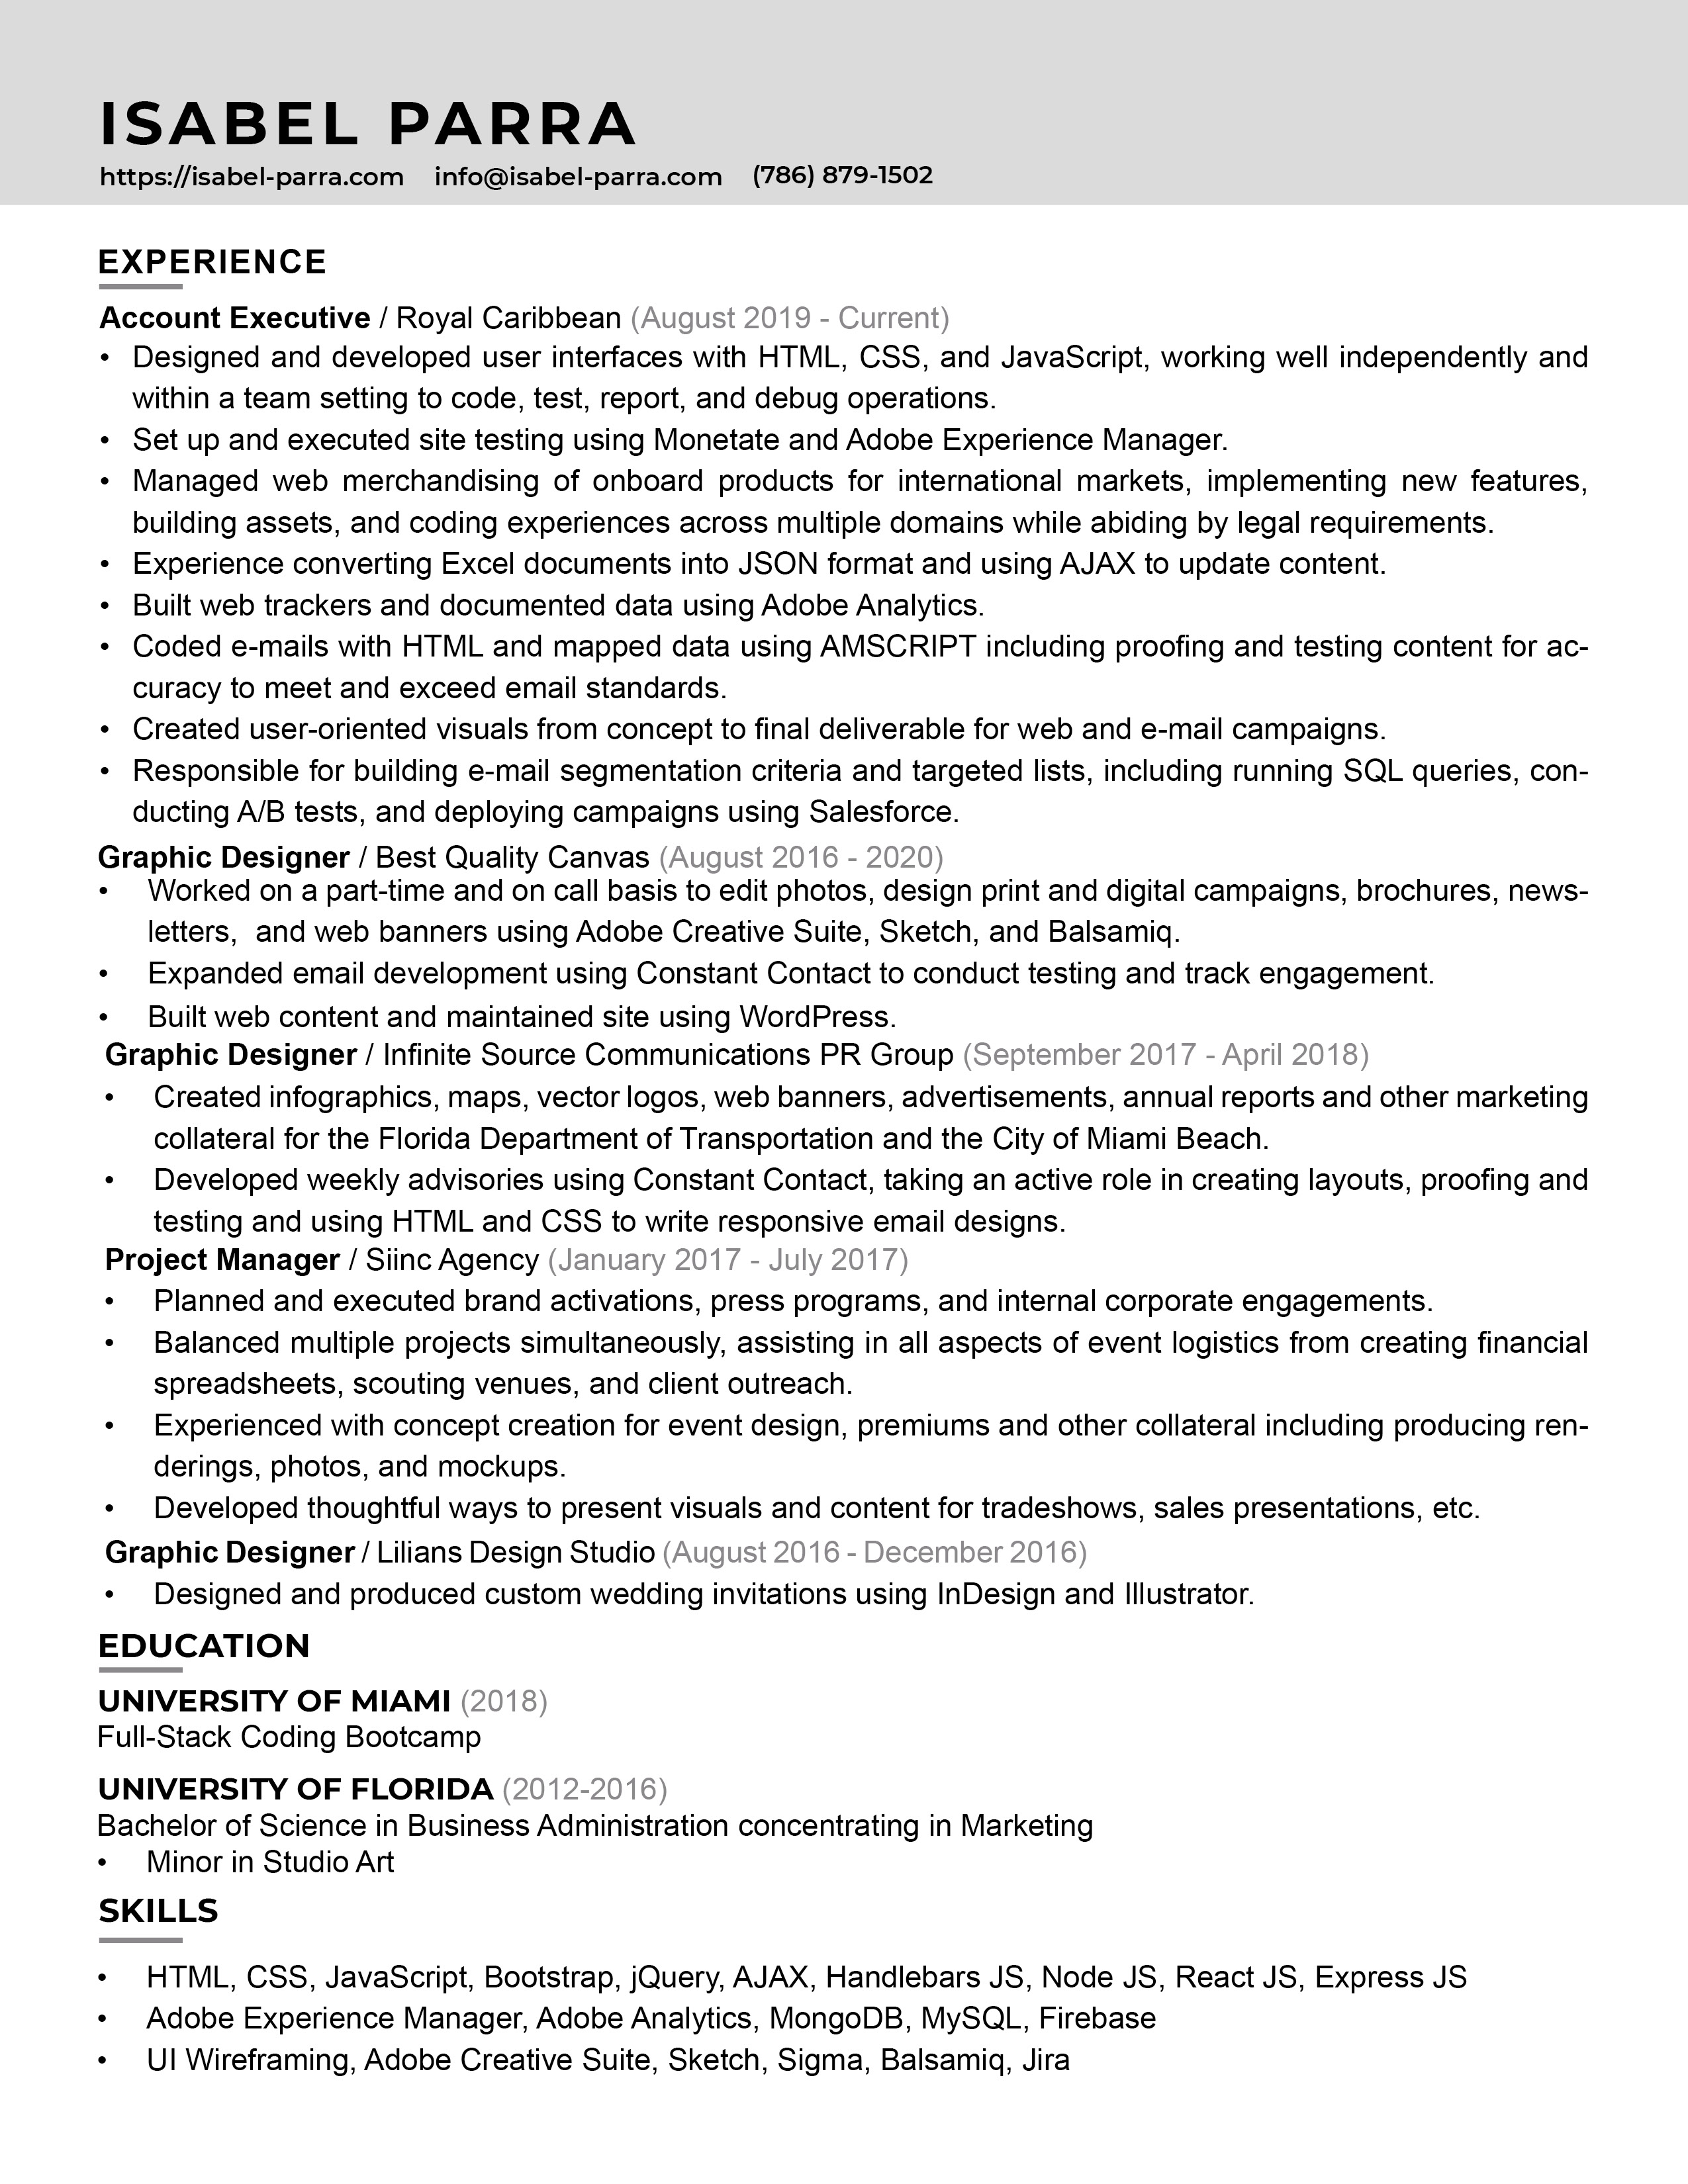 ISABEL PARRA
https://isabel-parra.com info@isabel-parra.com (786) 879-1502
EXPERIENCE
Account Executive / Royal Caribbean (August 2019 - Current)
• Designed and developed user interfaces with HTML, CSS, and JavaScript, working well independently and
within a team setting to code, test, report, and debug operations.
• Set up and executed site testing using Monetate and Adobe Experience Manager.
• Managed web merchandising of onboard products for international markets, implementing new features,
building assets, and coding experiences across multiple domains while abiding by legal requirements.
• Experience converting Excel documents into JSON format and using AJAX to update content.
• Built web trackers and documented data using Adobe Analytics.
• Coded e-mails with HTML and mapped data using AMSCRIPT including proofing and testing content for ac-
curacy to meet and exceed email standards.
• Created user-oriented visuals from concept to final deliverable for web and e-mail campaigns.
• Responsible for building e-mail segmentation criteria and targeted lists, including running SQL queries, con-
ducting A/B tests, and deploying campaigns using Salesforce.
Graphic Designer / Best Quality Canvas (August 2016 - 2020)
• Worked on a part-time and on call basis to edit photos, design print and digital campaigns, brochures, news-
letters, and web banners using Adobe Creative Suite, Sketch, and Balsamiq.
• Expanded email development using Constant Contact to conduct testing and track engagement.
• Built web content and maintained site using WordPress.
Graphic Designer / Infinite Source Communications PR Group (September 2017 - April 2018)
• Created infographics, maps, vector logos, web banners, advertisements, annual reports and other marketing
collateral for the Florida Department of Transportation and the City of Miami Beach.
• Developed weekly advisories using Constant Contact, taking an active role in creating layouts, proofing and
testing and using HTML and CSS to write responsive email designs.
Project Manager / Siinc Agency (January 2017 - July 2017)
• Planned and executed brand activations, press programs, and internal corporate engagements.
• Balanced multiple projects simultaneously, assisting in all aspects of event logistics from creating financial
spreadsheets, scouting venues, and client outreach.
• Experienced with concept creation for event design, premiums and other collateral including producing ren-
derings, photos, and mockups.
• Developed thoughtful ways to present visuals and content for tradeshows, sales presentations, etc.
Graphic Designer / Lilians Design Studio (August 2016 - December 2016)
• Designed and produced custom wedding invitations using InDesign and Illustrator.
EDUCATION
UNIVERSITY OF MIAMI (2018)
Full-Stack Coding Bootcamp
UNIVERSITY OF FLORIDA (2012-2016)
Bachelor of Science in Business Administration concentrating in Marketing
• Minor in Studio Art
SKILLS
• HTML, CSS, JavaScript, Bootstrap, jQuery, AJAX, Handlebars JS, Node JS, React JS, Express JS
• Adobe Experience Manager, Adobe Analytics, MongoDB, MySQL, Firebase
• UI Wireframing, Adobe Creative Suite, Sketch, Sigma, Balsamiq, Jira